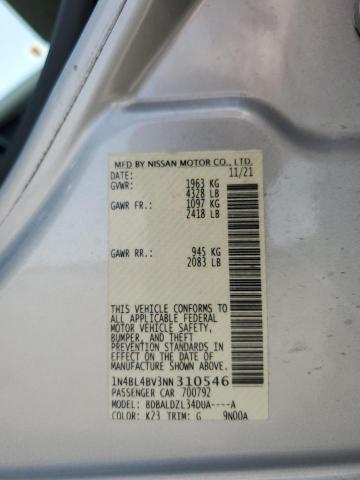 MFD BY NISSAN MOTOR CO., LTD.
DATE: 11/21
GVWR: 1963 KG
4328 LB
GAWR FR.: 1097 KG
2418 LB
GAWR RR.: 945 KG
2083 LB
THIS VEHICLE CONFORMS TO
ALL APPLICABLE FEDERAL
MOTOR VEHICLE SAFETY,
BUMPER, AND THEFT
PREVENTION STANDARDS IN
EFFECT ON THE DATE OF
MANUFACTURE SHOWN ABOVE.
1N4BL4BV3NN310546
PASSENGER CAR 700792
MODEL: BDBALDZL34DUA----A
COLOR: K23 TRIM: G 9N00A